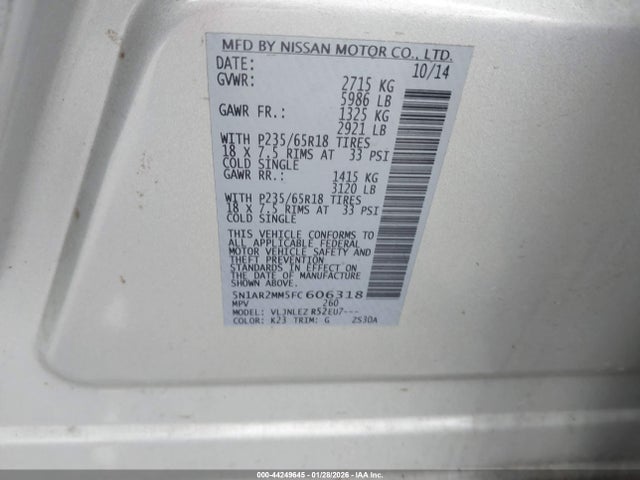 MFD BY NISSAN MOTOR CO., LTD.
DATE: 10/14
GVWR: 2715 KG
5986 LB
GAWR FR.: 1325 KG
2921 LB
WITH P235/65R18 TIRES
18 X 7.5 RIMS AT 33 PSI
COLD SINGLE
GAWR RR.: 1415 KG
3120 LB
WITH P235/65R18 TIRES
18 X 7.5 RIMS AT 33 PSI
COLD SINGLE
THIS VEHICLE CONFORMS TO
ALL APPLICABLE FEDERAL
MOTOR VEHICLE SAFETY AND
THEFT PREVENTION
STANDARDS IN EFFECT ON
THE DATE OF MANUFACTURE
SHOWN ABOVE.
5N1AR2MM5FC606318
MPV 260
MODEL: VLJNLEZ R52EU7---
COLOR: K23 TRIM: G 2S30A
000-44249645 - 01/28/2026 - IAA Inc.